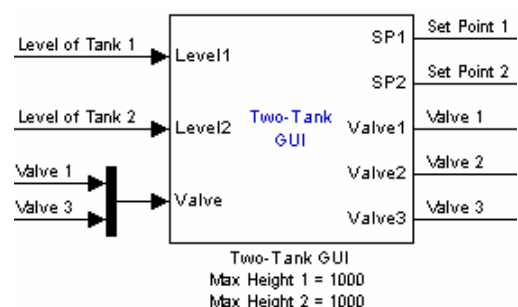 Level of Tank 1
Level of Tank 2
Valve 1
Valve 3
Level1
Level2
Valve
Two-Tank
GUI
SP1
SP2
Valve1
Valve2
Valve3
Set Point 1
Set Point 2
Valve 1
Valve 2
Valve 3
Two-Tank GUI
Max Height 1 = 1000
Max Height 2 = 1000